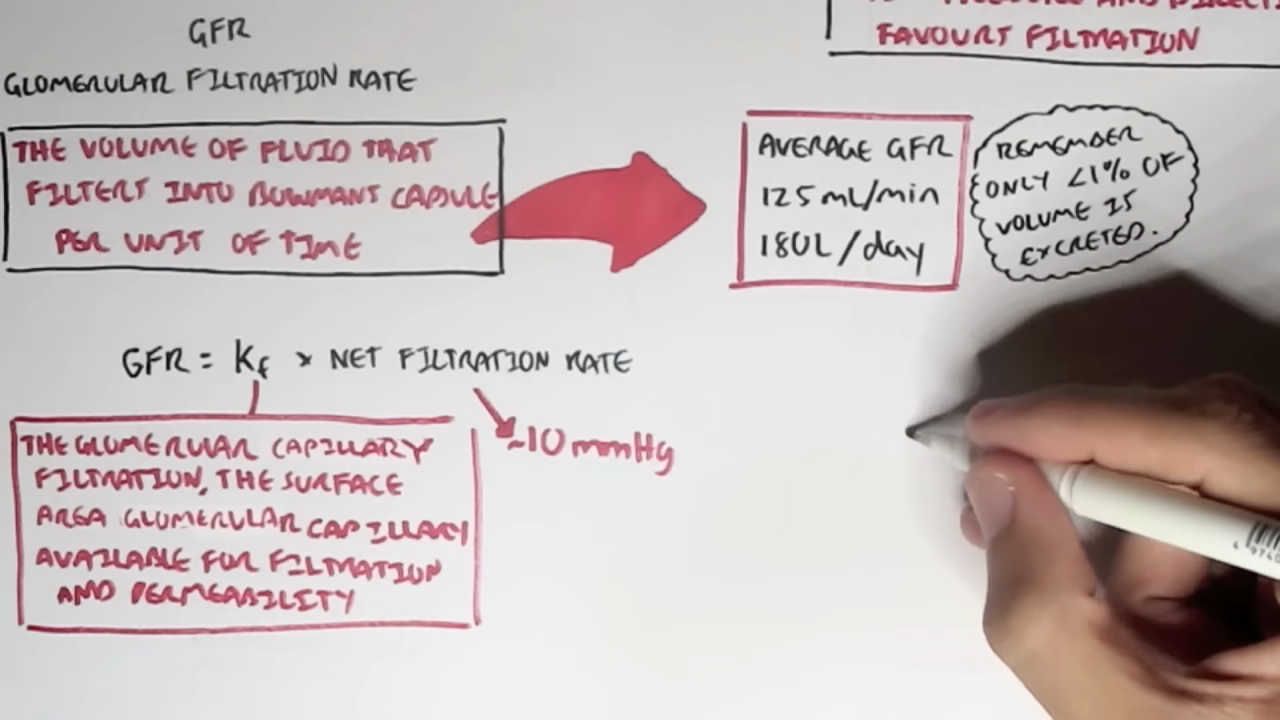 GFR
GLOMERULAR FILTRATION RATE
THE VOLUME OF FLUID THAT
FILTERS INTO BOWMANS CAPSULE
PER UNIT OF TIME
FAVOURS FILTRATION
AVERAGE GFR
125 mL/min
180L/day
REMEMBER
ONLY <1% OF
VOLUME IS
EXCRETED.
GFR = Kf × NET FILTRATION RATE
~10 mmHg
THE GLOMERULAR CAPILLARY
FILTRATION, THE SURFACE
AREA GLOMERULAR CAPILLARY
AVAILABLE FOR FILTRATION
AND PERMEABILITY